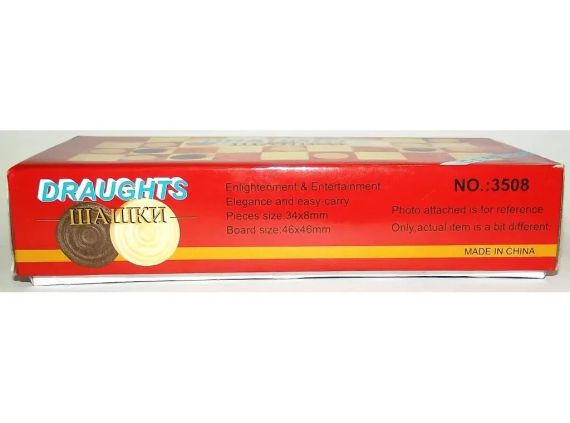 DRAUGHTS
ШАШКИ
Enlightenment & Entertainment
Elegance and easy-carry
Pieces size:34x8mm
Board size:46x46mm
NO.:3508
Photo attached is for reference
Only,actual item is a bit different.
MADE IN CHINA